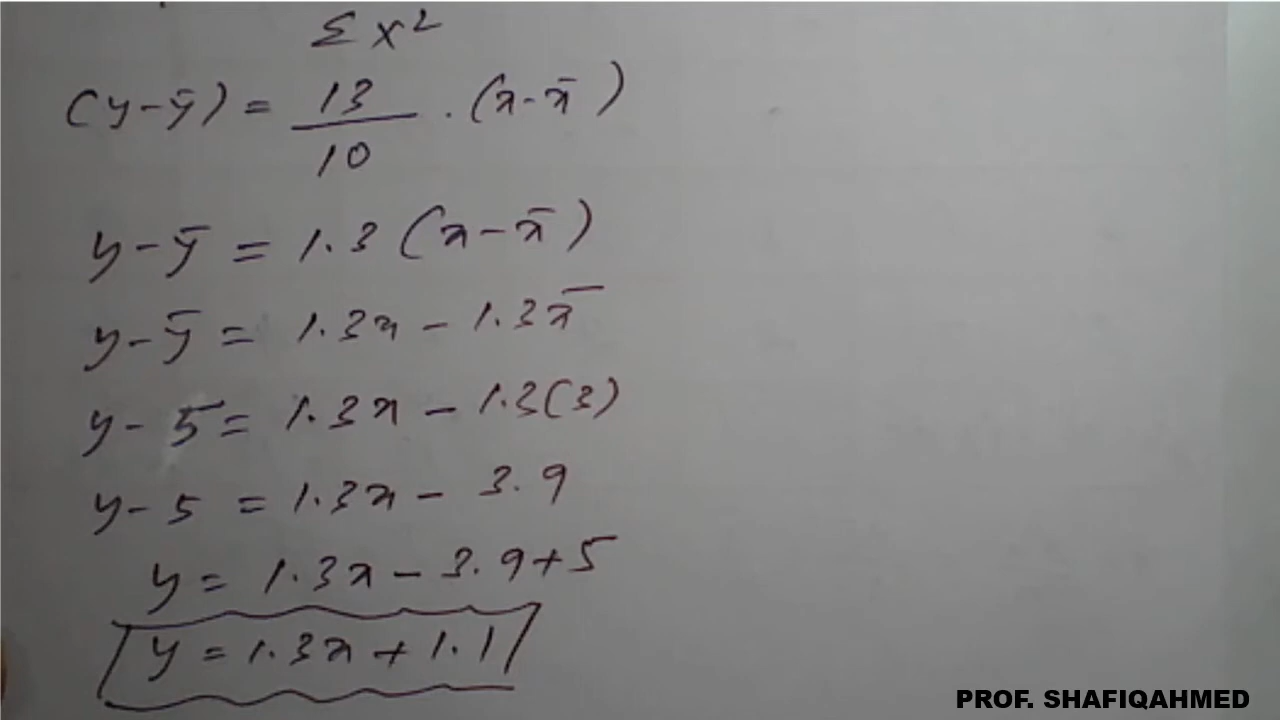 Σ x²
(y - ȳ) = 13/10 . (x - x̄)
y - ȳ = 1.3 (x - x̄)
y - ȳ = 1.3x - 1.3x̄
y - 5 = 1.3x - 1.3(3)
y - 5 = 1.3x - 3.9
y = 1.3x - 3.9 + 5
y = 1.3x + 1.1
PROF. SHAFIQAHMED